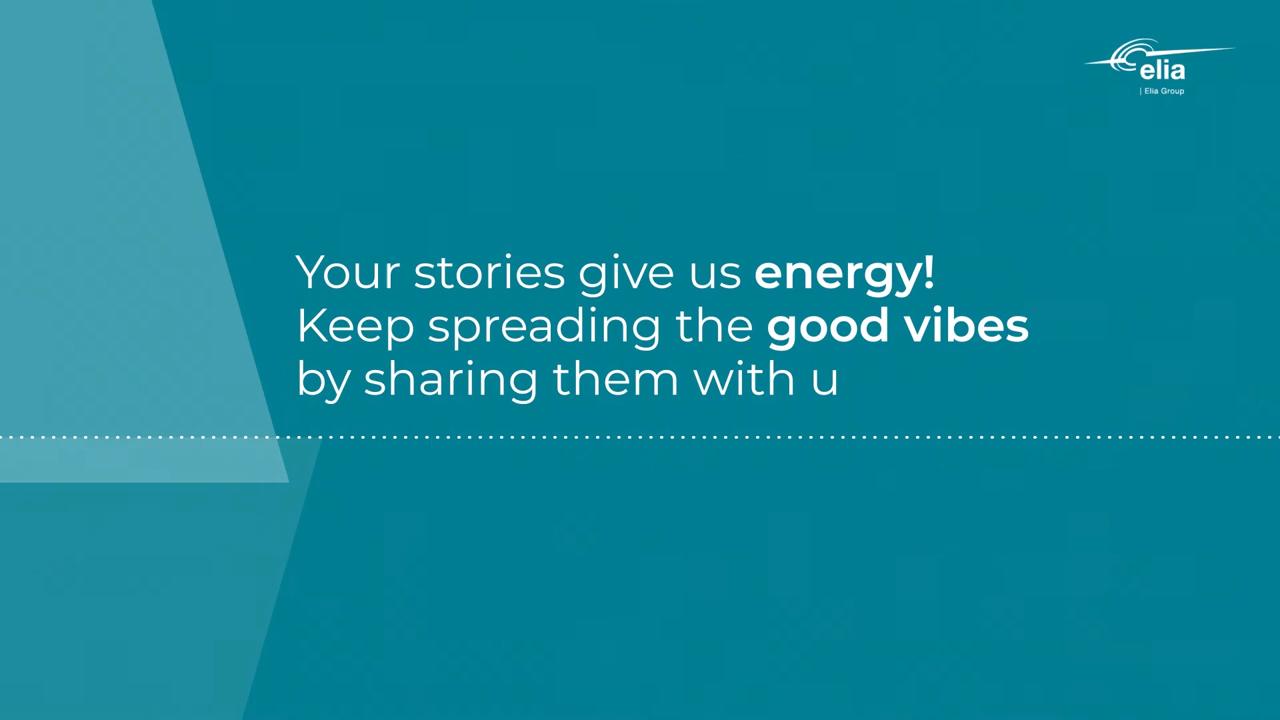 elia
| Elia Group
Your stories give us energy!
Keep spreading the good vibes
by sharing them with u